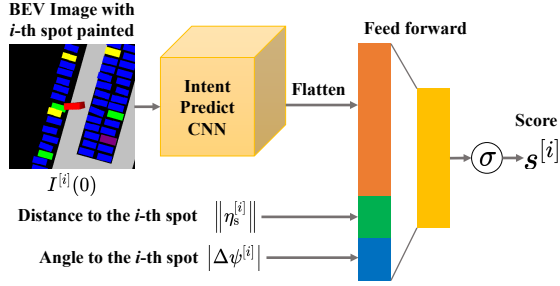 BEV Image with
i-th spot painted
Feed forward
Intent
Predict
CNN
Flatten
Score
σ
s^{[i]}
I^{[i]}(0)
Distance to the i-th spot ‖η_s^{[i]}‖
Angle to the i-th spot |Δψ^{[i]}|